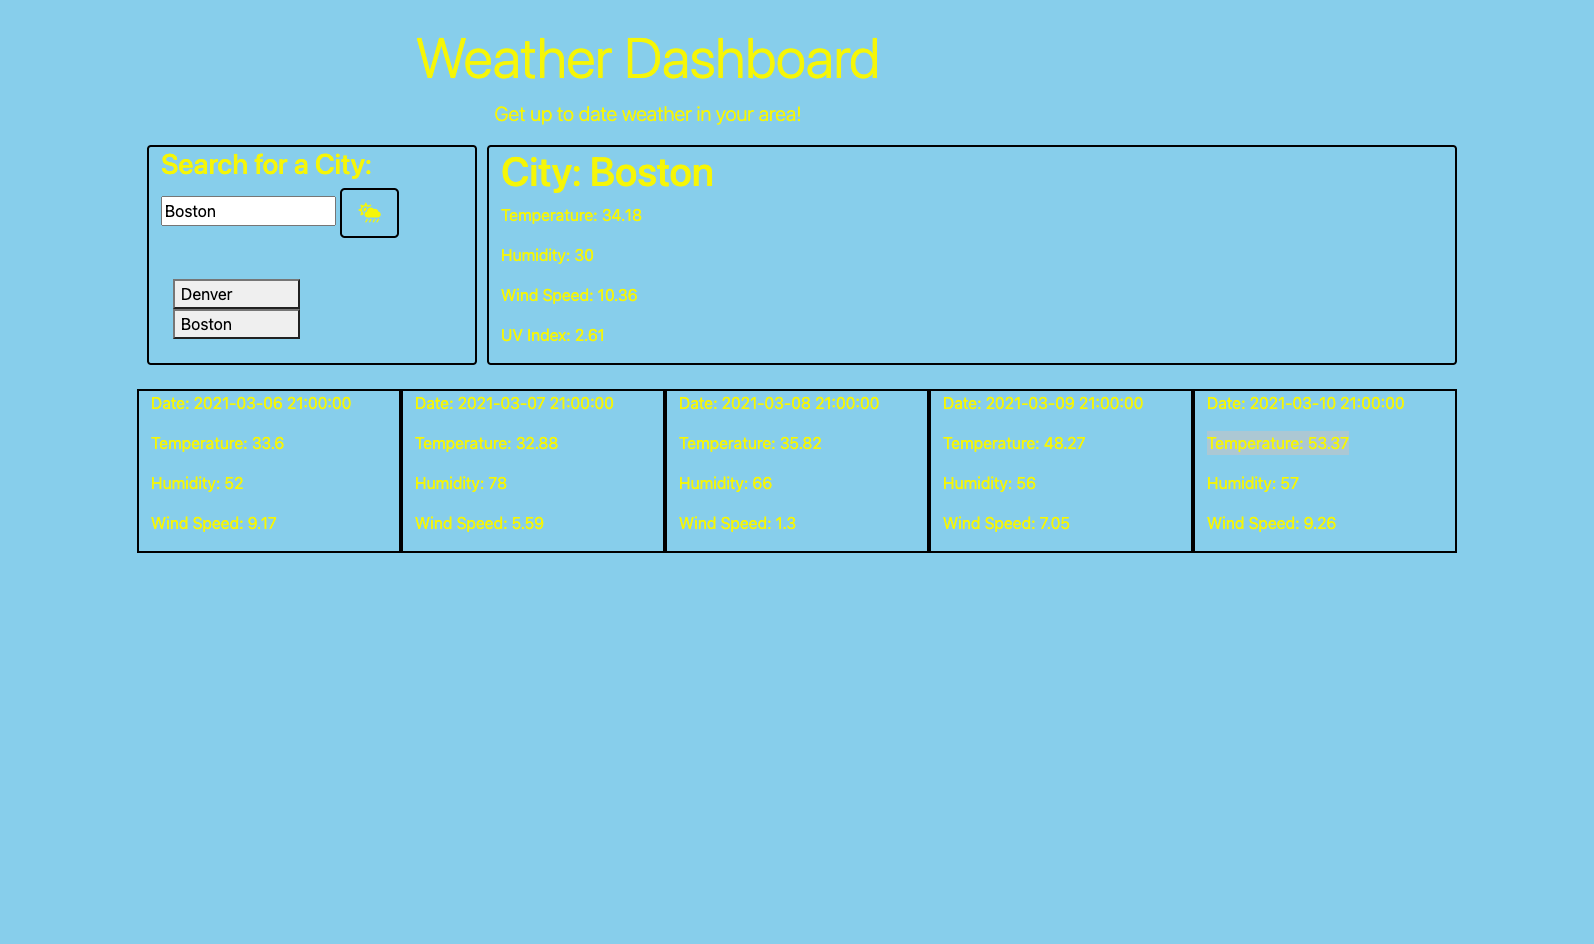 Weather Dashboard
Get up to date weather in your area!
Search for a City:
Boston
Denver
Boston
City: Boston
Temperature: 34.18
Humidity: 30
Wind Speed: 10.36
UV Index: 2.61
Date: 2021-03-06 21:00:00
Temperature: 33.6
Humidity: 52
Wind Speed: 9.17
Date: 2021-03-07 21:00:00
Temperature: 32.88
Humidity: 78
Wind Speed: 5.59
Date: 2021-03-08 21:00:00
Temperature: 35.82
Humidity: 66
Wind Speed: 1.3
Date: 2021-03-09 21:00:00
Temperature: 48.27
Humidity: 56
Wind Speed: 7.05
Date: 2021-03-10 21:00:00
Temperature: 53.37
Humidity: 57
Wind Speed: 9.26